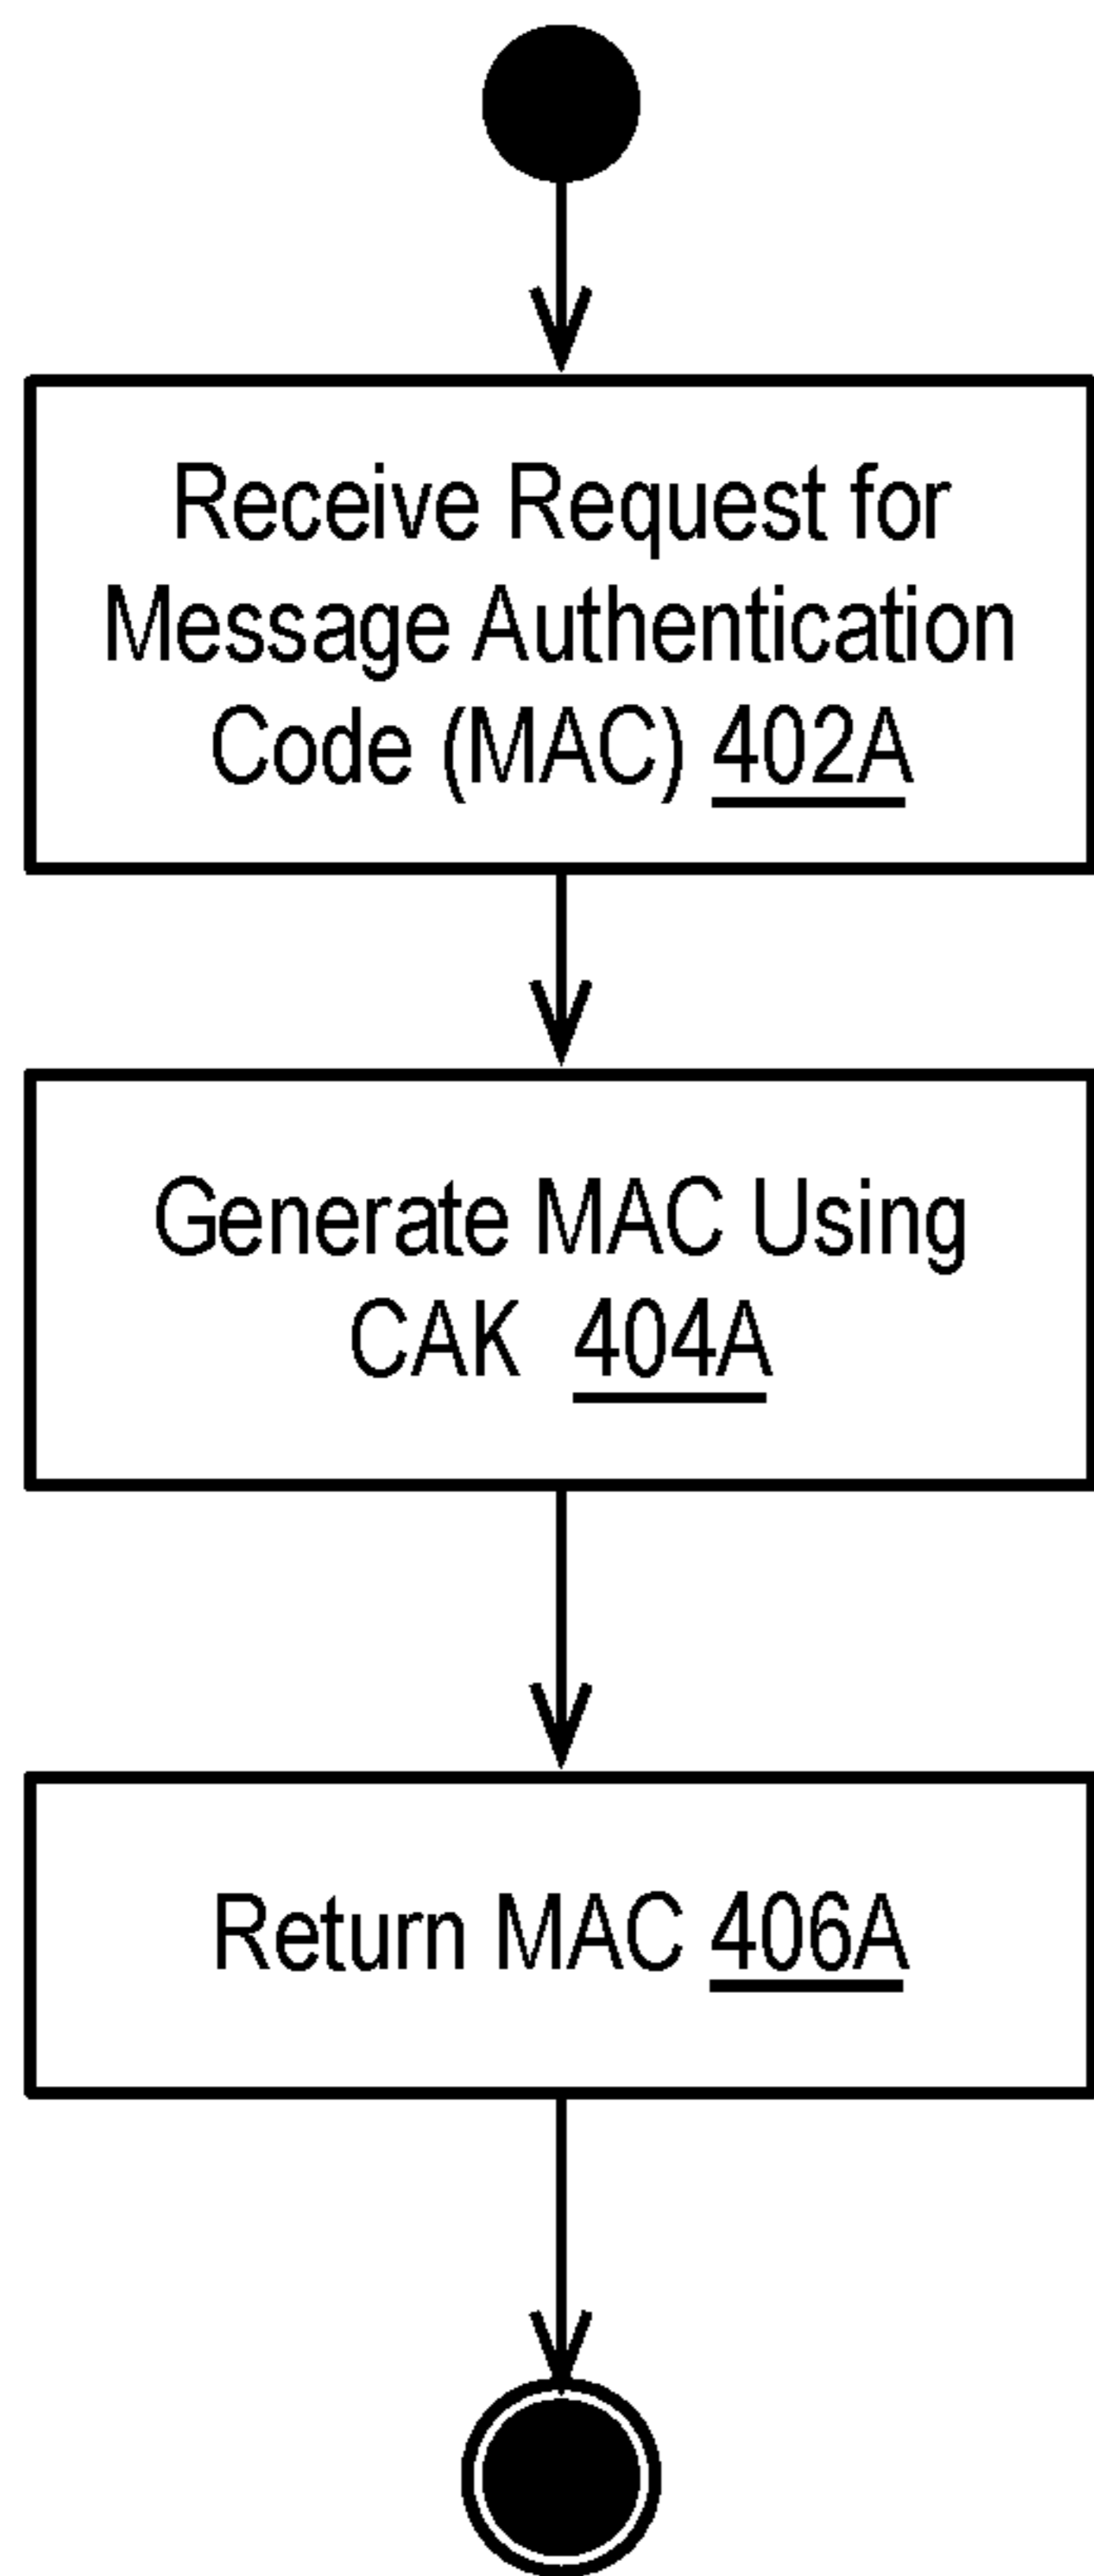 Receive Request for
Message Authentication
Code (MAC) 402A
Generate MAC Using
CAK 404A
Return MAC 406A